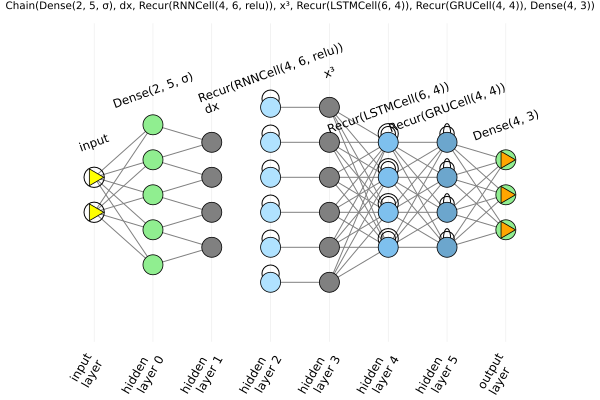 Chain(Dense(2, 5, σ), dx, Recur(RNNCell(4, 6, relu)), x³, Recur(LSTMCell(6, 4)), Recur(GRUCell(4, 4)), Dense(4, 3))
input
Dense(2, 5, σ)
dx
Recur(RNNCell(4, 6, relu))
x³
Recur(LSTMCell(6, 4))
Recur(GRUCell(4, 4))
Dense(4, 3)
input
layer
hidden
layer 0
hidden
layer 1
hidden
layer 2
hidden
layer 3
hidden
layer 4
hidden
layer 5
output
layer